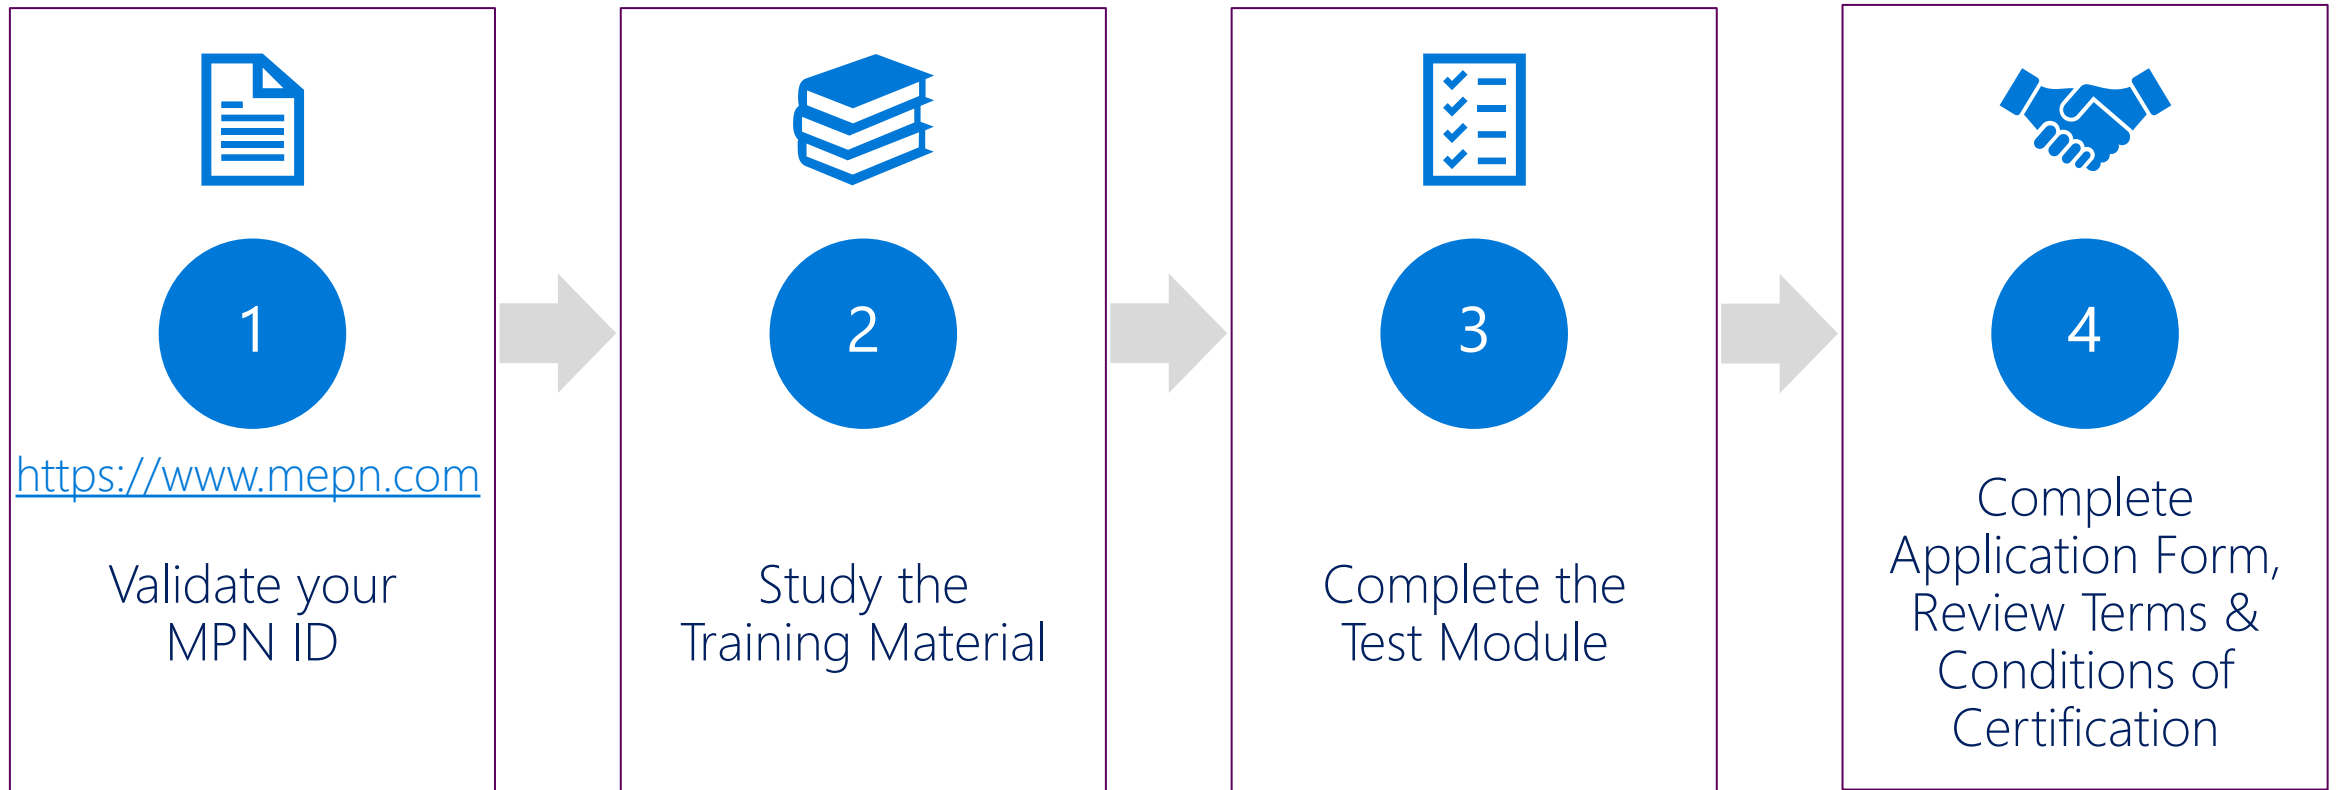 1
https://www.mepn.com
Validate your
MPN ID
2
Study the
Training Material
3
Complete the
Test Module
4
Complete
Application Form,
Review Terms &
Conditions of
Certification